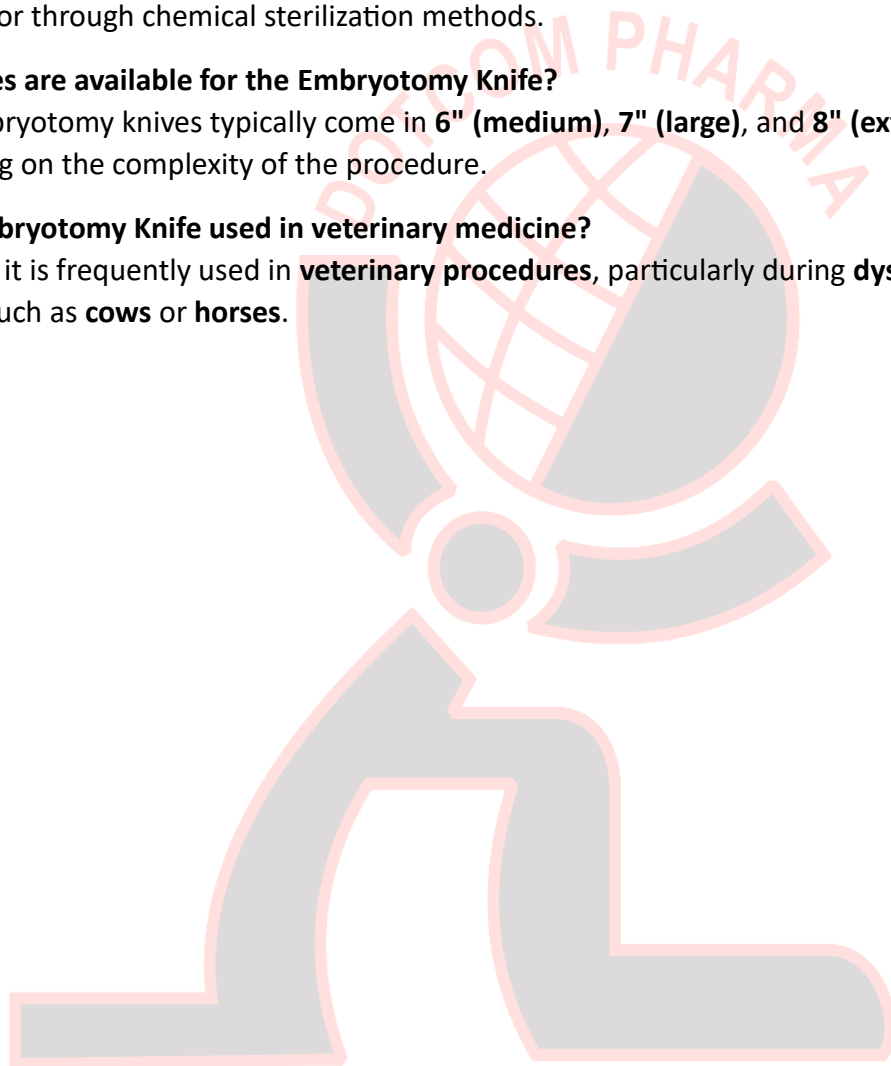 or through chemical sterilization methods.
es are available for the Embryotomy Knife?
bryotomy knives typically come in 6" (medium), 7" (large), and 8" (ex
g on the complexity of the procedure.
bryotomy Knife used in veterinary medicine?
it is frequently used in veterinary procedures, particularly during dys
uch as cows or horses.
DOTCOM PHARMA